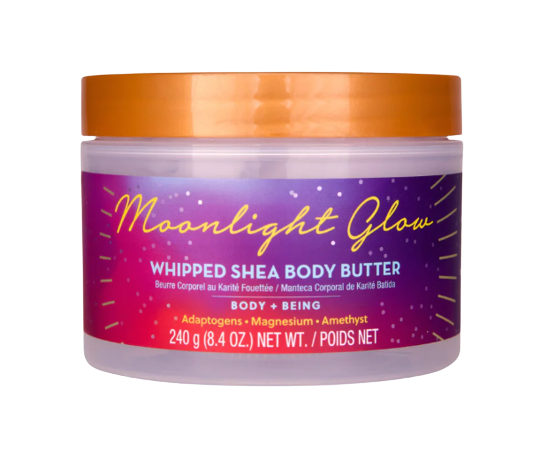 Moonlight Glow
WHIPPED SHEA BODY BUTTER
Beurre Corporel au Karité Fouettée / Manteca Corporal de Karité Batida
BODY + BEING
Adaptogens • Magnesium • Amethyst
240 g (8.4 OZ.) NET WT. / POIDS NET